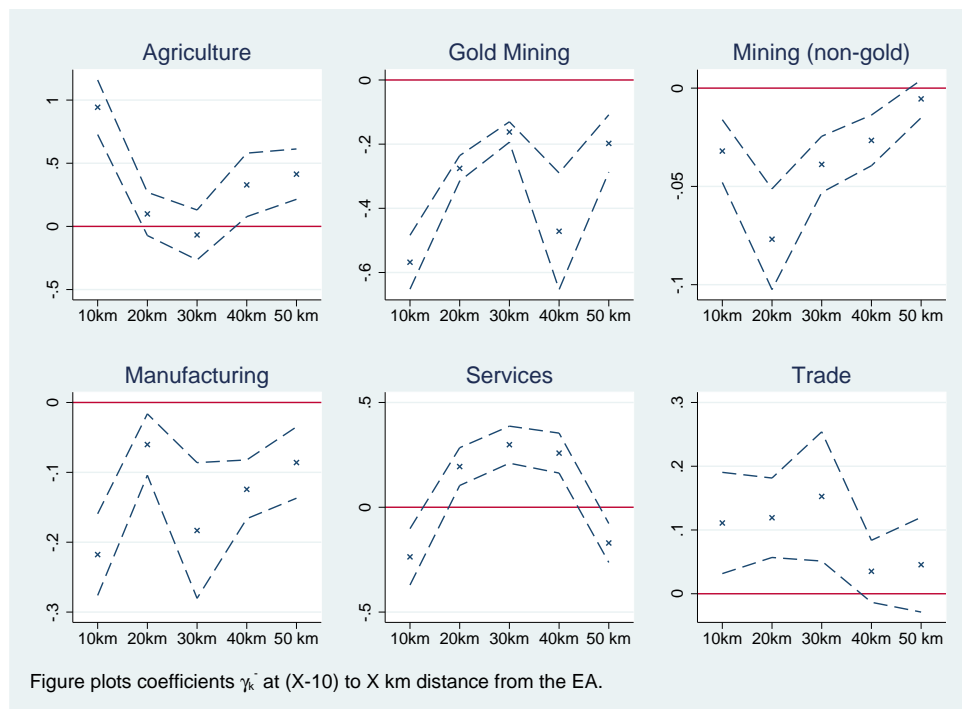 Agriculture
1
.5
0
-.5
10km 20km 30km 40km 50 km
Gold Mining
0
-.2
-.4
-.6
10km 20km 30km 40km 50 km
Mining (non-gold)
0
-.05
-.1
10km 20km 30km 40km 50 km
Manufacturing
0
-.1
-.2
-.3
10km 20km 30km 40km 50 km
Services
.5
0
-.5
10km 20km 30km 40km 50 km
Trade
.3
.2
.1
0
10km 20km 30km 40km 50 km
Figure plots coefficients γₖ⁻ at (X-10) to X km distance from the EA.